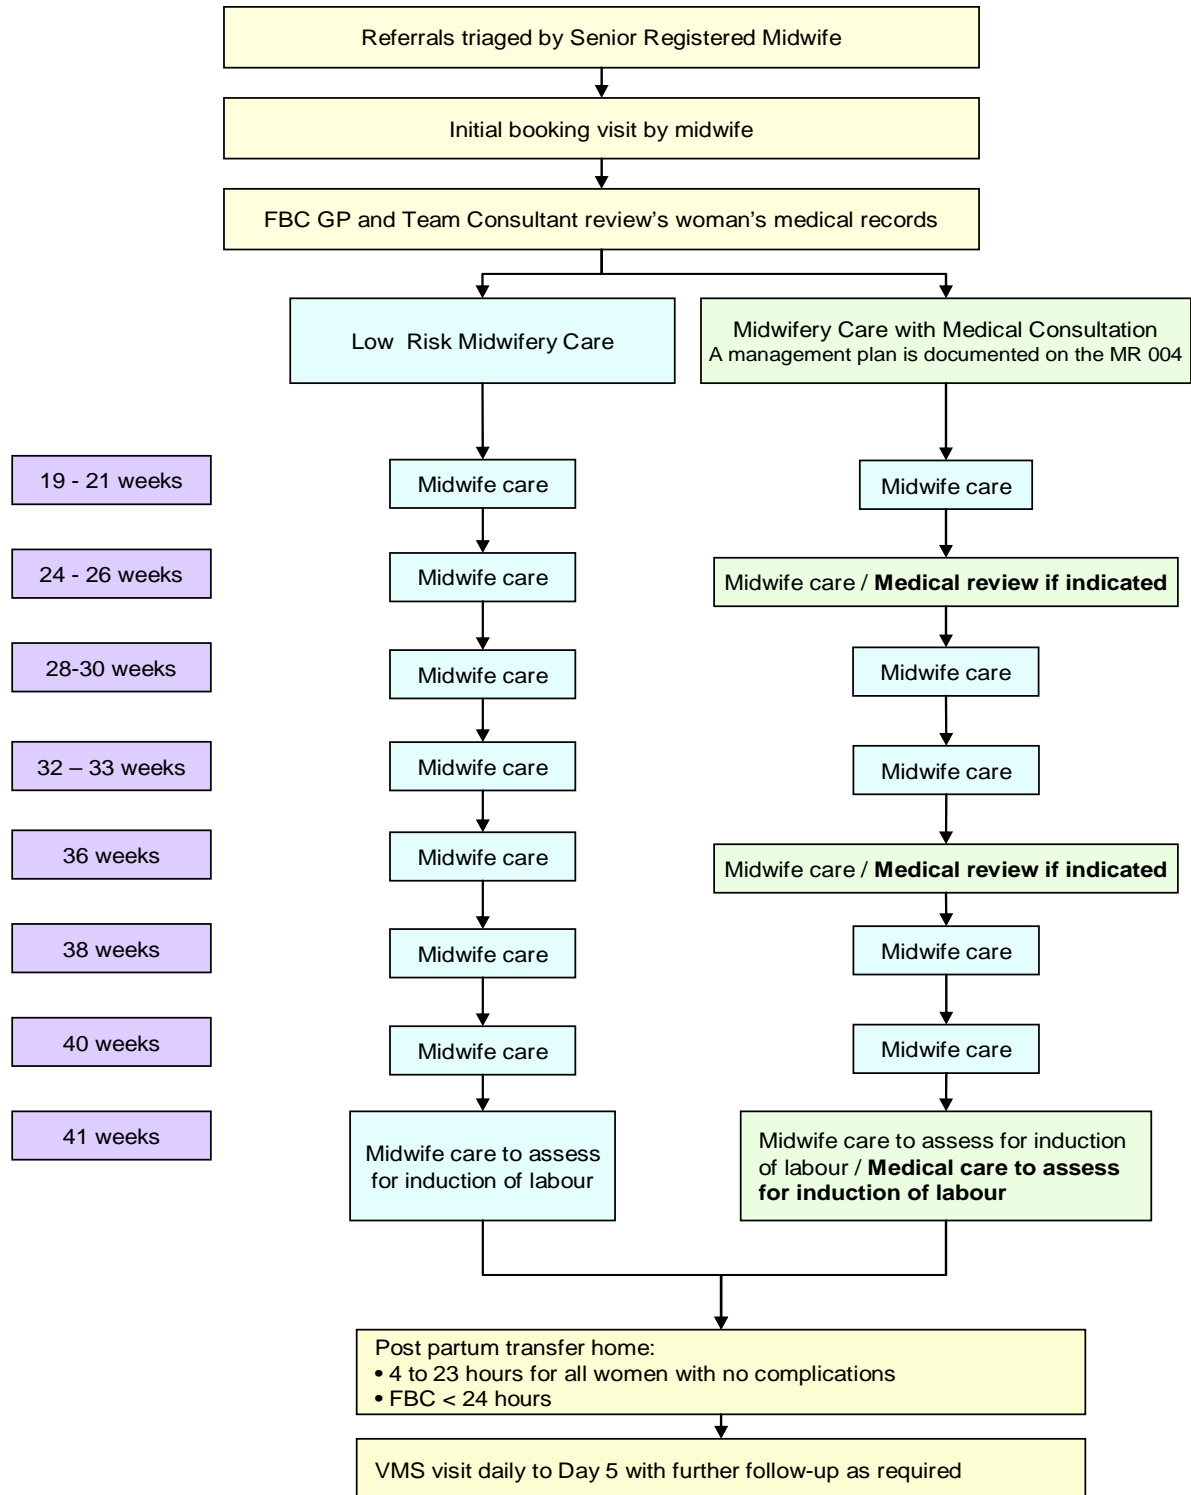 Referrals triaged by Senior Registered Midwife
Initial booking visit by midwife
FBC GP and Team Consultant review's woman's medical records
Low Risk Midwifery Care
Midwifery Care with Medical Consultation
A management plan is documented on the MR 004
19 - 21 weeks
Midwife care
Midwife care
24 - 26 weeks
Midwife care
Midwife care / Medical review if indicated
28-30 weeks
Midwife care
Midwife care
32 – 33 weeks
Midwife care
Midwife care
36 weeks
Midwife care
Midwife care / Medical review if indicated
38 weeks
Midwife care
Midwife care
40 weeks
Midwife care
Midwife care
41 weeks
Midwife care to assess
for induction of labour
Midwife care to assess for induction
of labour / Medical care to assess
for induction of labour
Post partum transfer home:
• 4 to 23 hours for all women with no complications
• FBC < 24 hours
VMS visit daily to Day 5 with further follow-up as required